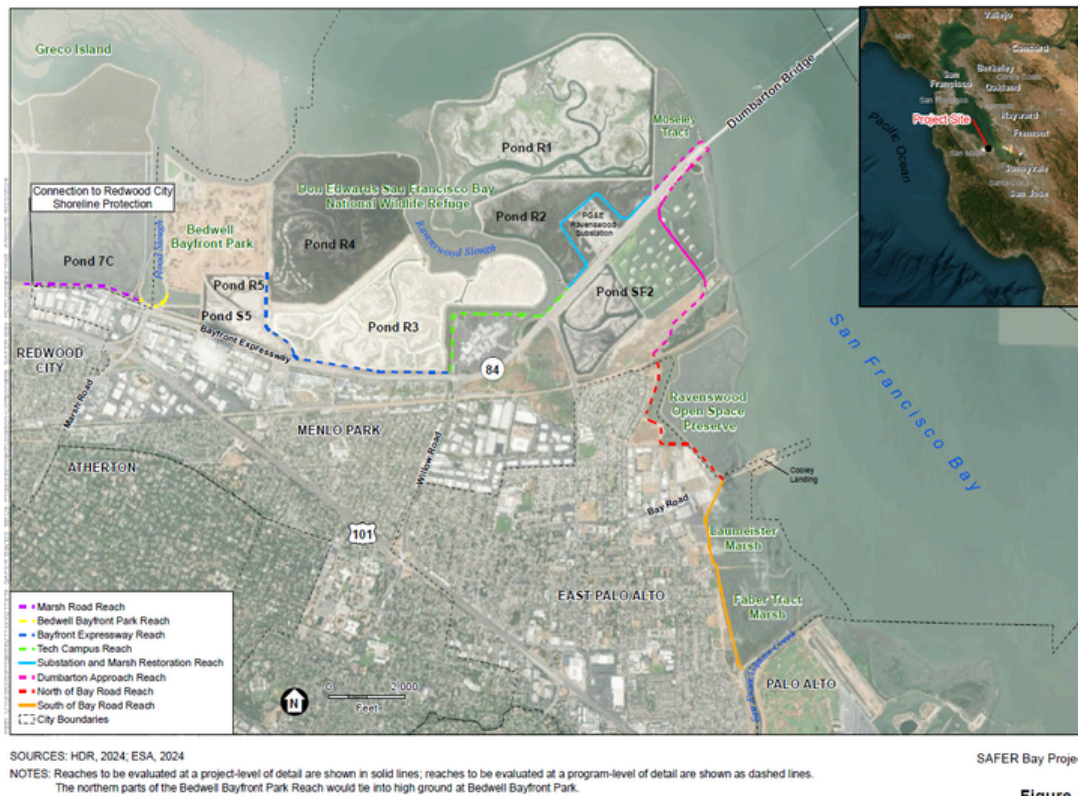 Greco Island
Dumbarton Bridge
Moseley
Tract
Pond R1
Connection to Redwood City
Shoreline Protection
Don Edwards San Francisco Bay
National Wildlife Refuge
Pond R2
PG&E
Ravenswood
Substation
Bedwell
Bayfront Park
Flood Slough
Pond R4
Ravenswood Slough
Pond 7C
Pond R5
Pond S5
Pond R3
Pond SF2
Bayfront Expressway
REDWOOD
CITY
84
Marsh Road
MENLO PARK
Ravenswood
Open Space
Preserve
San Francisco Bay
ATHERTON
Willow Road
Cooley
Landing
Bay Road
101
Laumeister
Marsh
EAST PALO ALTO
Faber Tract
Marsh
PALO ALTO
Vallejo
Marin
Concord
Berkeley
San
Francisco
Oakland
San Francisco
Hayward
Project Site
Fremont
San Mateo
Sunnyvale
Santa Clara
San Jose
Pacific Ocean
Marsh Road Reach
Bedwell Bayfront Park Reach
Bayfront Expressway Reach
Tech Campus Reach
Substation and Marsh Restoration Reach
Dumbarton Approach Reach
North of Bay Road Reach
South of Bay Road Reach
City Boundaries
N
0 2,000
Feet
SOURCES: HDR, 2024; ESA, 2024
SAFER Bay Proje
NOTES: Reaches to be evaluated at a project-level of detail are shown in solid lines; reaches to be evaluated at a program-level of detail are shown as dashed lines.
The northern parts of the Bedwell Bayfront Park Reach would tie into high ground at Bedwell Bayfront Park.
Figure